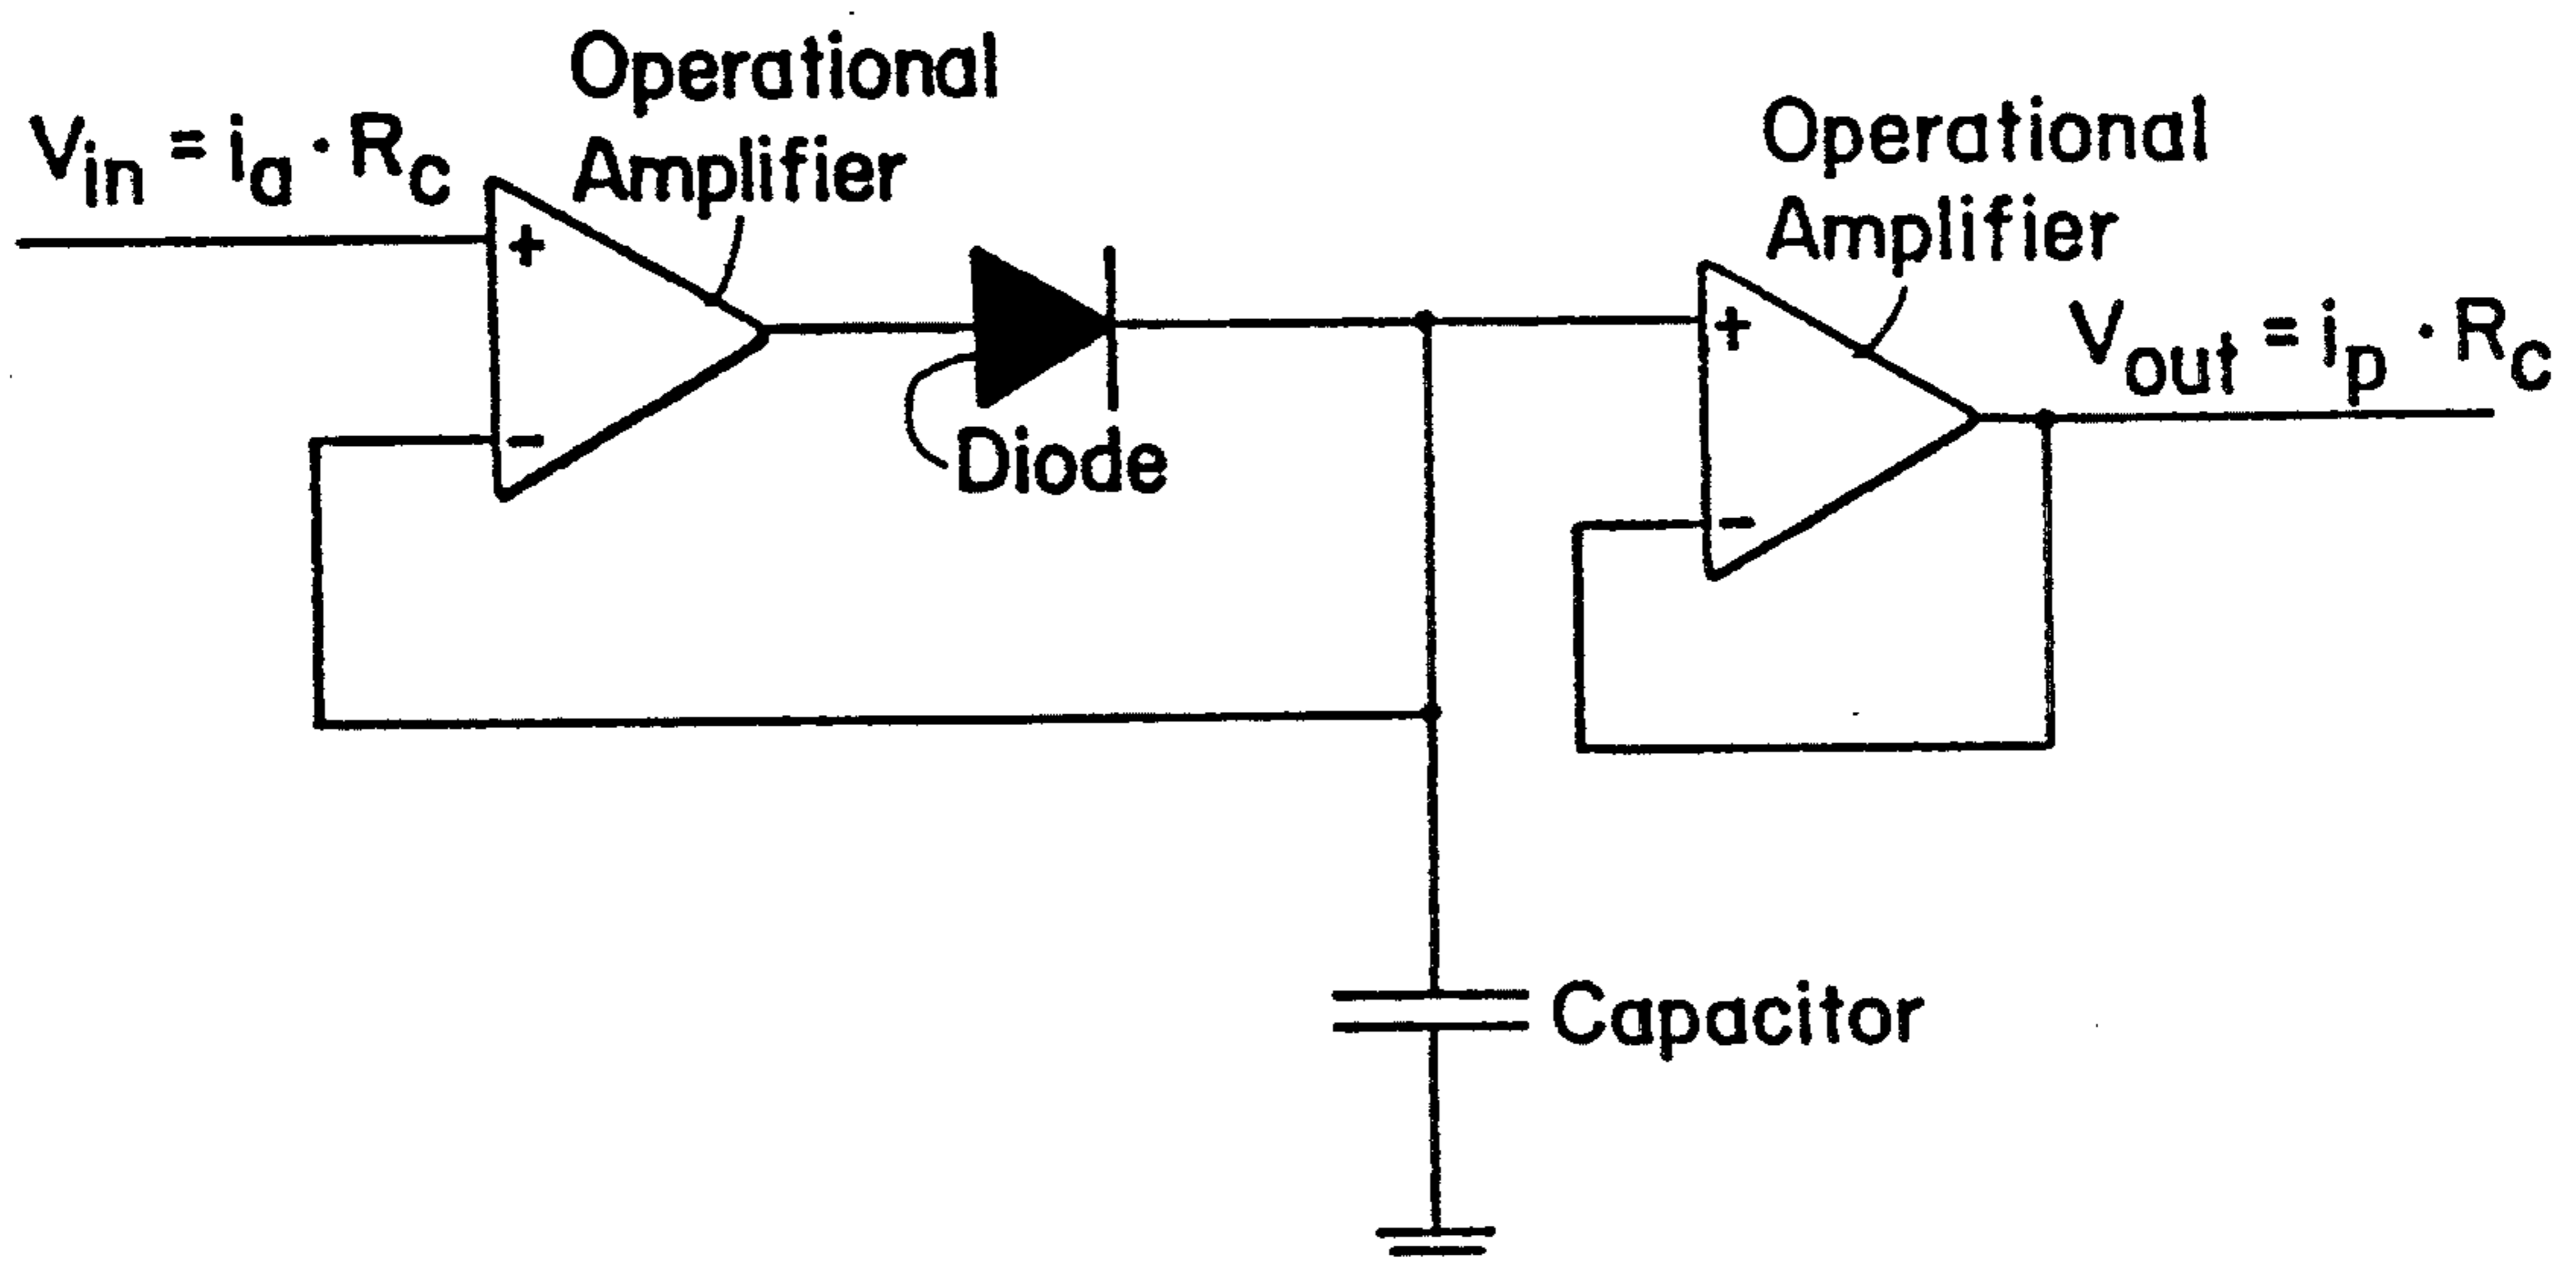 Operational
Amplifier
Vin = ia · Rc
+
-
Diode
Operational
Amplifier
+
-
Vout = ip · Rc
Capacitor